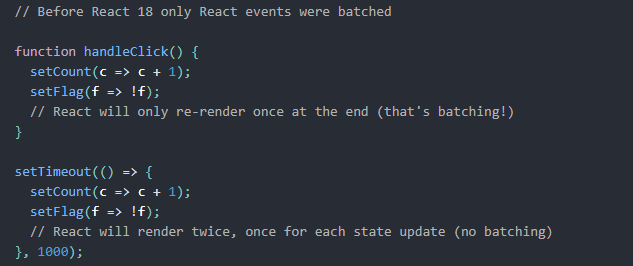 // Before React 18 only React events were batched

function handleClick() {
  setCount(c => c + 1);
  setFlag(f => !f);
  // React will only re-render once at the end (that's batching!)
}

setTimeout(() => {
  setCount(c => c + 1);
  setFlag(f => !f);
  // React will render twice, once for each state update (no batching)
}, 1000);